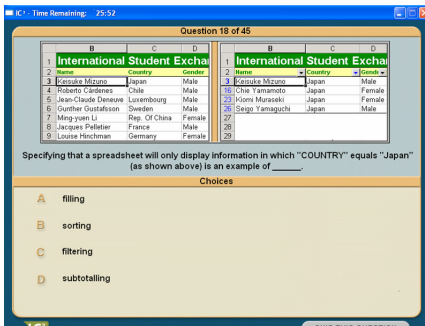 IC³ - Time Remaining: 25:52
Question 18 of 45
B C D
1 International Student Exchai
2 Name Country Gender
3 Keisuke Mizuno Japan Male
4 Roberto Cárdenes Chile Male
5 Jean-Claude Deneuve Luxembourg Male
6 Gunther Gustafsson Sweden Male
7 Ming-yuen Li Rep. Of China Female
8 Jacques Pelletier France Male
9 Louise Hinchman Germany Female
B C D
1 International Student Exchai
2 Name Country Gende
3 Keisuke Mizuno Japan Male
16 Chie Yamamoto Japan Female
23 Kiomi Muraseki Japan Female
26 Seigo Yamaguchi Japan Male
27
28
29
Specifying that a spreadsheet will only display information in which "COUNTRY" equals "Japan"
(as shown above) is an example of _____.
Choices
A filling
B sorting
C filtering
D subtotalling